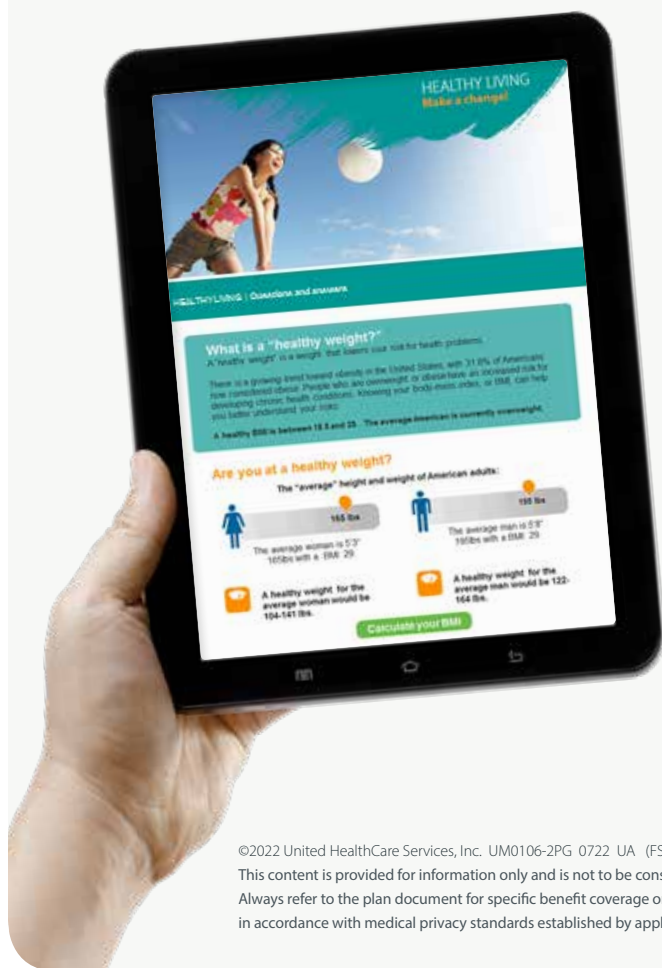 HEALTHY LIVING
Make a change!
HEALTHY LIVING | Questions and answers
What is a "healthy weight?"
A "healthy weight" is a weight that lowers your risk for health problems.
There is a growing trend toward obesity in the United States, with 31.8% of Americans
now considered obese. People who are overweight or obese have an increased risk for
developing chronic health conditions. Knowing your body mass index, or BMI, can help
you better understand your risks.
A healthy BMI is between 18.5 and 25. The average American is currently overweight.
Are you at a healthy weight?
The "average" height and weight of American adults:
165 lbs
195 lbs
The average woman is 5'3"
165lbs with a BMI 29.
The average man is 5'8"
195lbs with a BMI 29.
A healthy weight for the
average woman would be
104-141 lbs.
A healthy weight for the
average man would be 122-
164 lbs.
Calculate your BMI
©2022 United HealthCare Services, Inc. UM0106-2PG 0722 UA (FS
This content is provided for information only and is not to be cons
Always refer to the plan document for specific benefit coverage o
in accordance with medical privacy standards established by appl